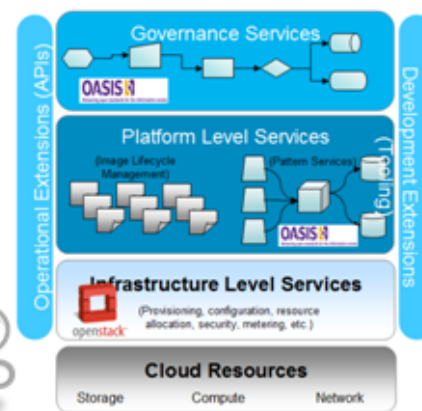 Governance Services
OASIS
Operational Extensions (APIs)
Development Extensions
(Tooling)
Platform Level Services
(Image Lifecycle
Management)
(Pattern Services)
OASIS
Infrastructure Level Services
(Provisioning, configuration, resource
allocation, security, metering, etc.)
openstack
Cloud Resources
Storage Compute Network